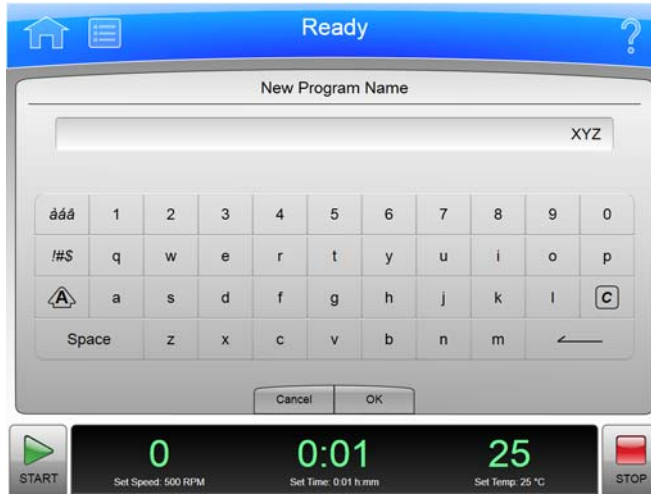 Ready
?
New Program Name
XYZ
àáâ 1 2 3 4 5 6 7 8 9 0
!#$ q w e r t y u i o p
A a s d f g h j k l C
Space z x c v b n m
Cancel OK
0 0:01 25
START Set Speed: 500 RPM Set Time: 0:01 h:mm Set Temp: 25 °C STOP